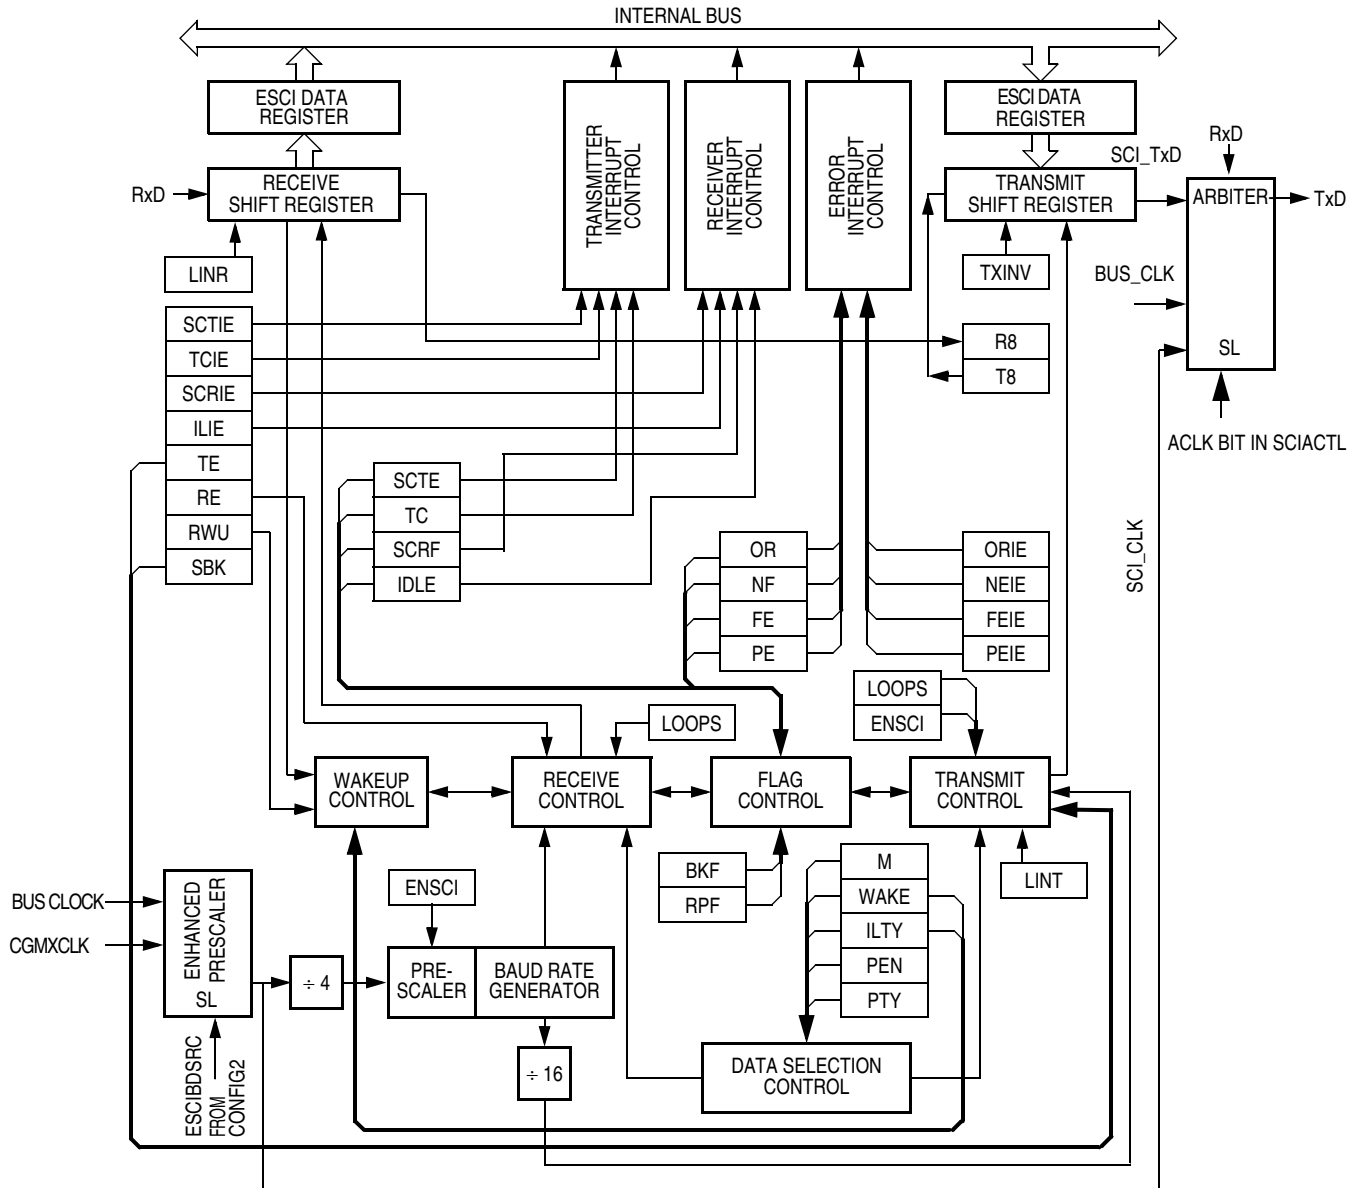 INTERNAL BUS
ESCI DATA
REGISTER
TRANSMITTER
INTERRUPT
CONTROL
RECEIVER
INTERRUPT
CONTROL
ERROR
INTERRUPT
CONTROL
ESCI DATA
REGISTER
RxD
RECEIVE
SHIFT REGISTER
TRANSMIT
SHIFT REGISTER
SCI_TxD
RxD
ARBITER
TxD
LINR
TXINV
BUS_CLK
SL
ACLK BIT IN SCIACTL
SCTIE
TCIE
SCRIE
ILIE
TE
RE
RWU
SBK
R8
T8
SCTE
TC
SCRF
IDLE
OR
NF
FE
PE
ORIE
NEIE
FEIE
PEIE
SCI_CLK
LOOPS
LOOPS
ENSCI
WAKEUP
CONTROL
RECEIVE
CONTROL
FLAG
CONTROL
TRANSMIT
CONTROL
BKF
RPF
M
WAKE
ILTY
PEN
PTY
LINT
BUS CLOCK
CGMXCLK
ENHANCED
PRESCALER
SL
ESCIBDSRC
FROM
CONFIG2
÷ 4
ENSCI
PRE-
SCALER
BAUD RATE
GENERATOR
÷ 16
DATA SELECTION
CONTROL